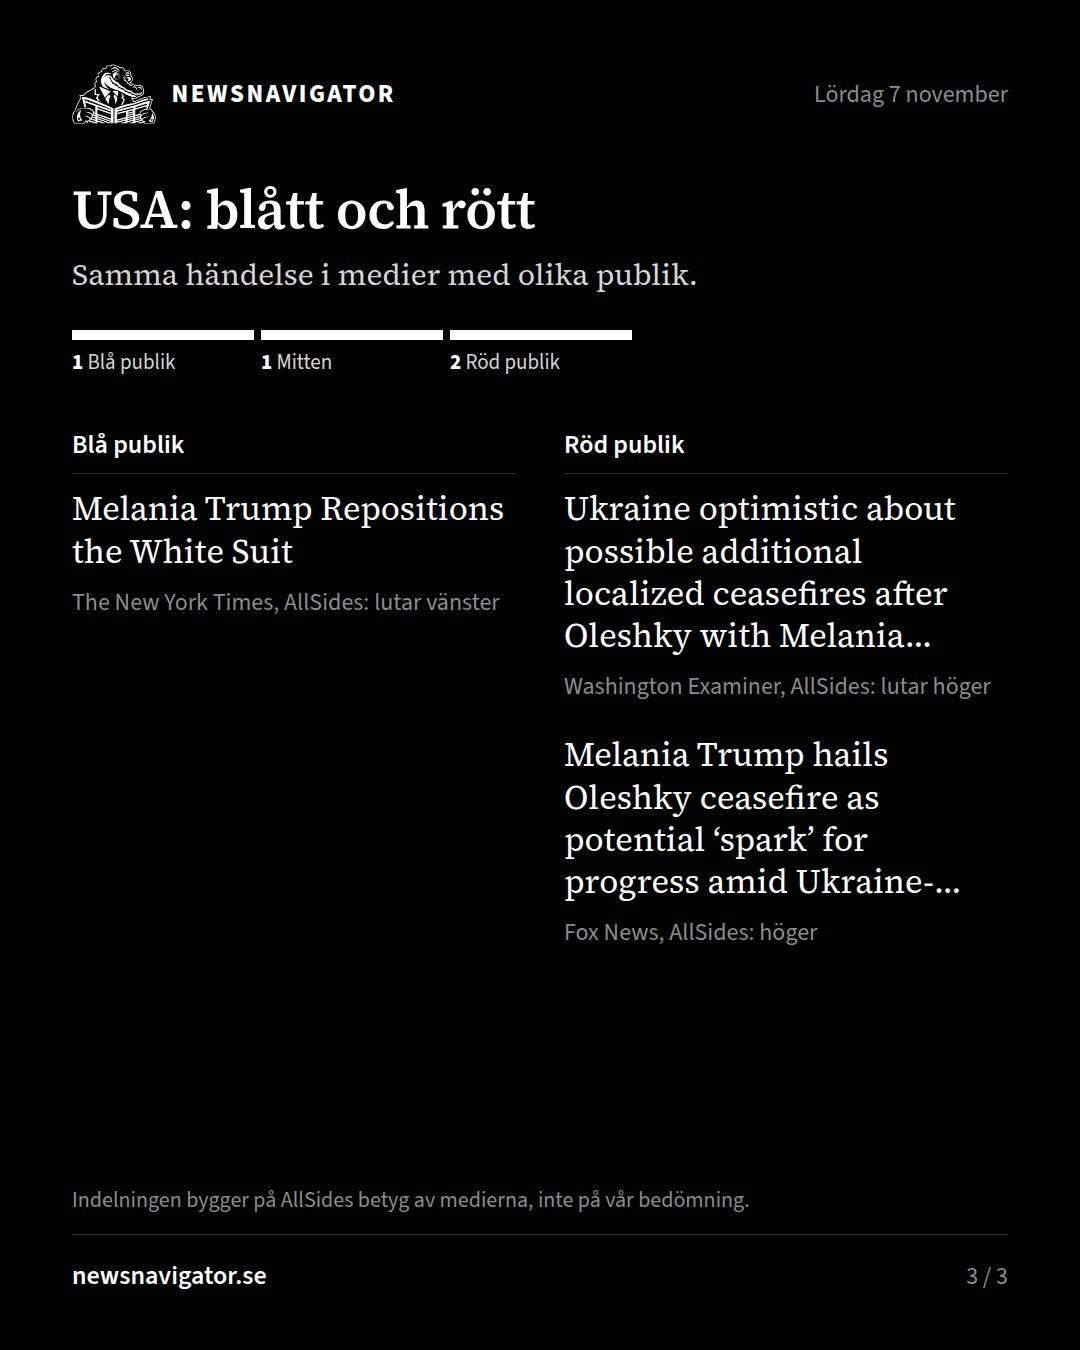 NEWSNAVIGATOR
Lördag 7 november
USA: blått och rött
Samma händelse i medier med olika publik.
1 Blå publik
1 Mitten
2 Röd publik
Blå publik
Melania Trump Repositions
the White Suit
The New York Times, AllSides: lutar vänster
Röd publik
Ukraine optimistic about
possible additional
localized ceasefires after
Oleshky with Melania...
Washington Examiner, AllSides: lutar höger
Melania Trump hails
Oleshky ceasefire as
potential ‘spark’ for
progress amid Ukraine-...
Fox News, AllSides: höger
Indelningen bygger på AllSides betyg av medierna, inte på vår bedömning.
newsnavigator.se
3 / 3